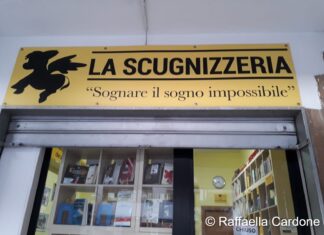 LA SCUGNIZZERIA
“Sognare il sogno impossibile”
© Raffaella Cardone